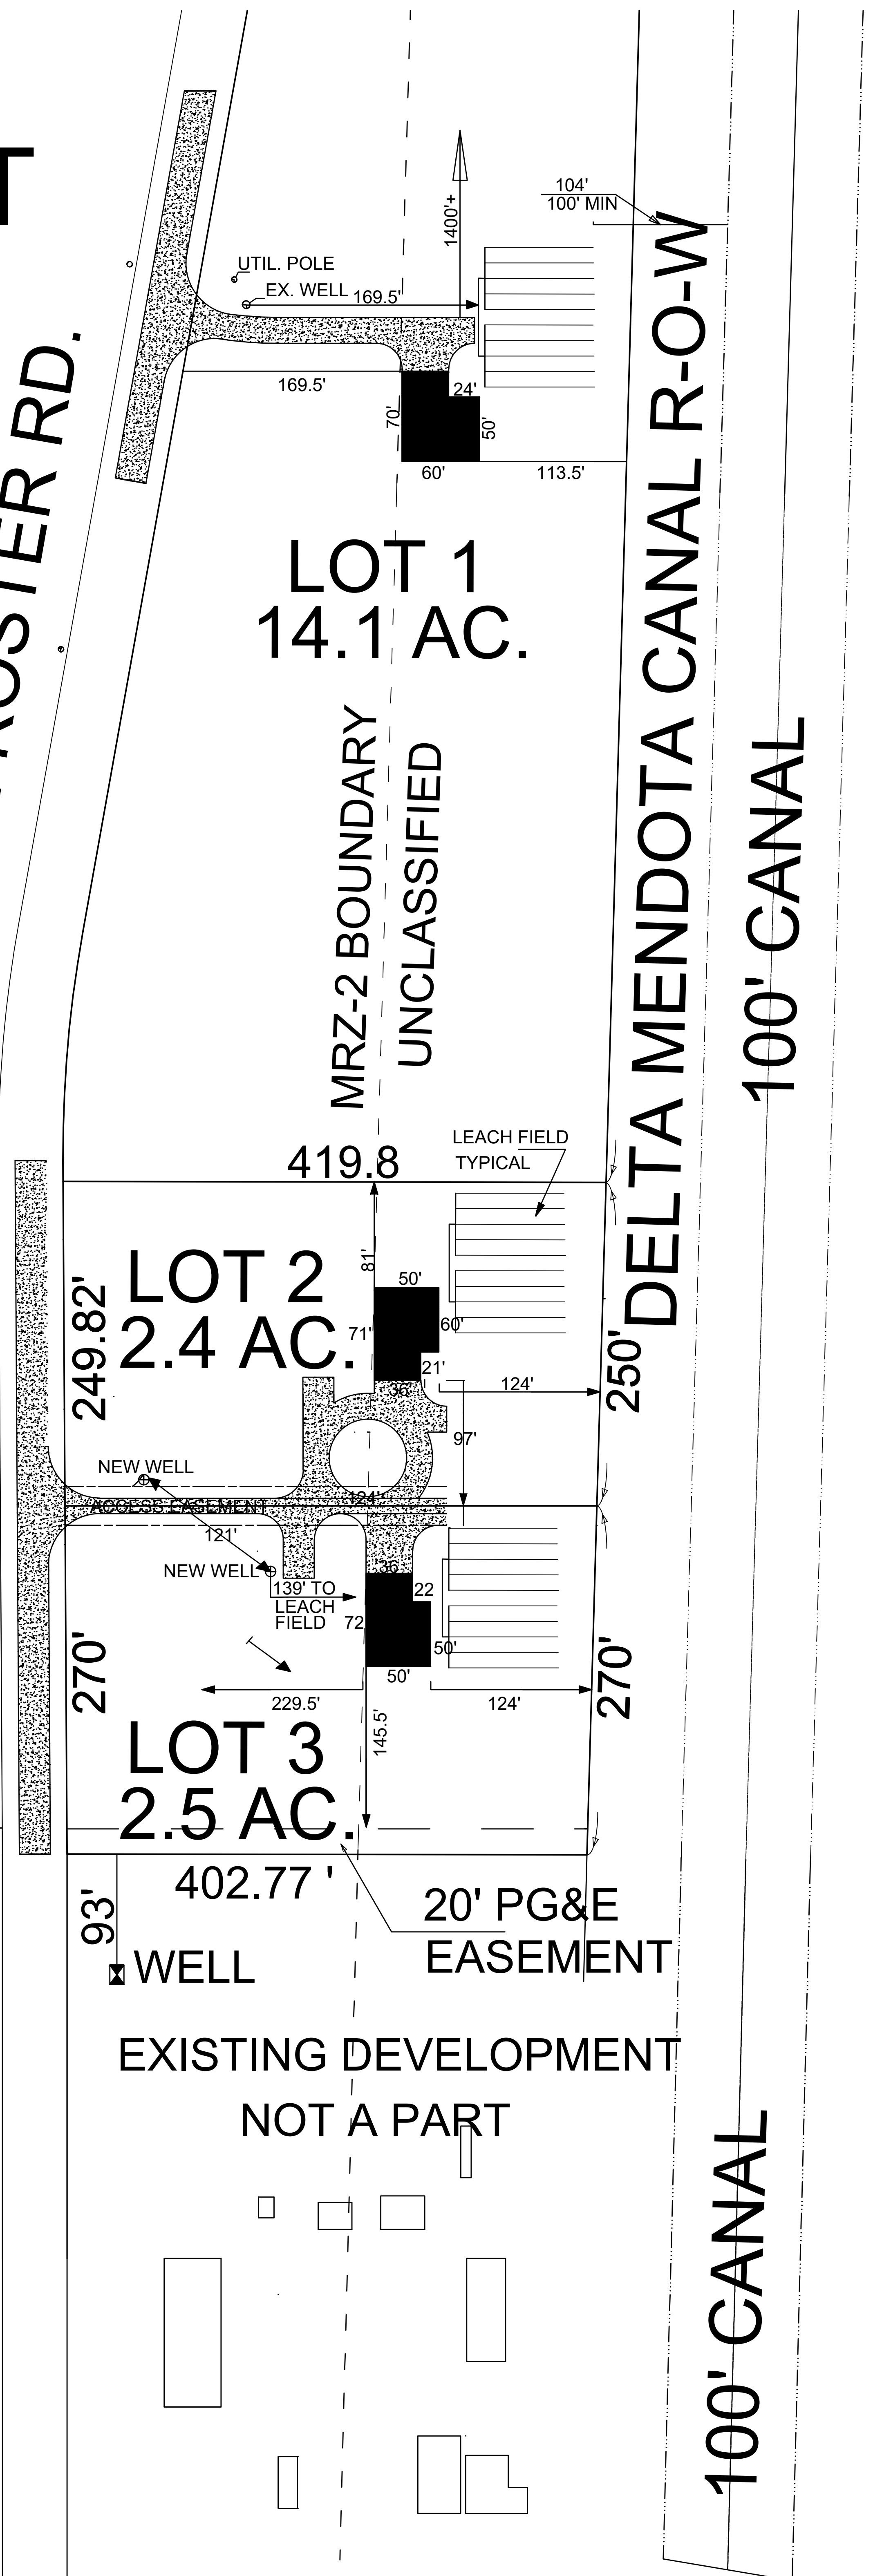 104'
100' MIN
1400'+
UTIL. POLE
EX. WELL
169.5'
169.5'
24'
70'
50'
60'
113.5'
LOT 1
14.1 AC.
DELTA MENDOTA CANAL R-O-W
100' CANAL
MRZ-2 BOUNDARY
UNCLASSIFIED
LEACH FIELD
TYPICAL
419.8
81'
LOT 2
2.4 AC.
249.82'
50'
71'
60'
21'
36'
124'
250'
97'
NEW WELL
124'
ACCESS EASEMENT
121'
NEW WELL
36
139' TO
LEACH
FIELD
22
72
50'
50'
270'
270'
229.5'
124'
145.5'
LOT 3
2.5 AC.
402.77 '
93'
WELL
20' PG&E
EASEMENT
EXISTING DEVELOPMENT
NOT A PART
100' CANAL